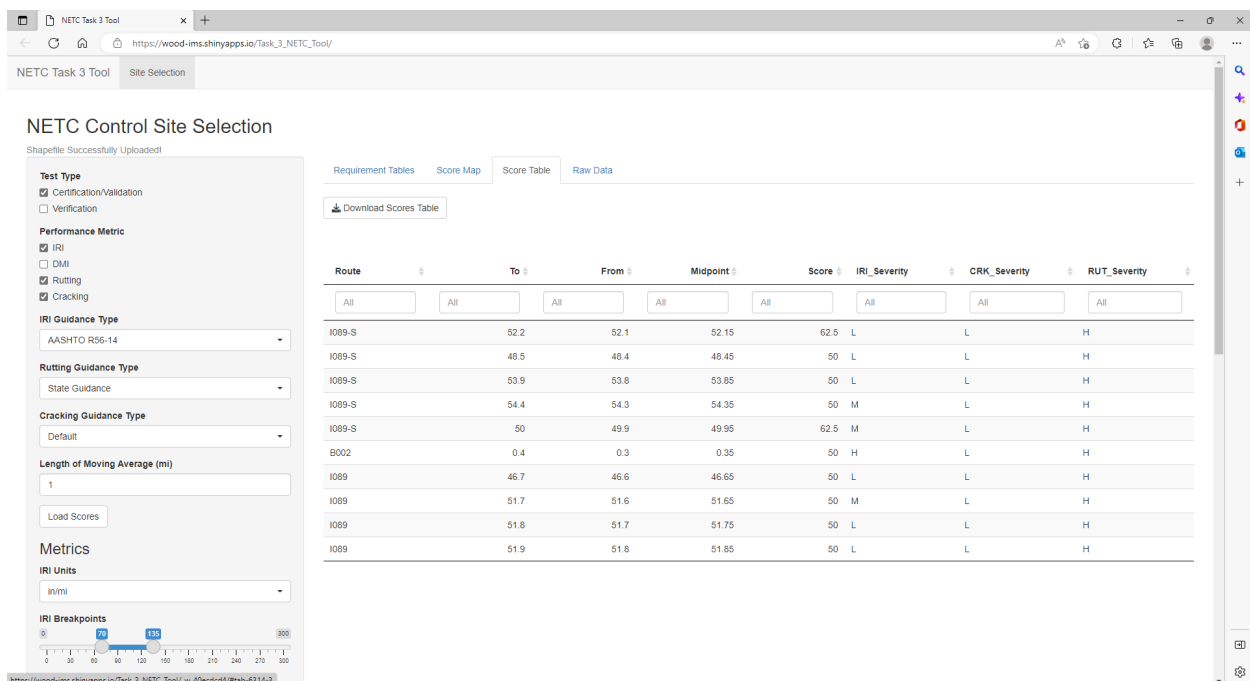 NETC Task 3 Tool
https://wood-ims.shinyapps.io/Task_3_NETC_Tool/
NETC Task 3 Tool Site Selection
NETC Control Site Selection
Shapefile Successfully Uploaded!
Test Type
Certification/Validation
Verification
Performance Metric
IRI
DMI
Rutting
Cracking
IRI Guidance Type
AASHTO R56-14
Rutting Guidance Type
State Guidance
Cracking Guidance Type
Default
Length of Moving Average (mi)
1
Load Scores
Metrics
IRI Units
in/mi
IRI Breakpoints
0 70 135 300
0 30 60 90 120 150 180 210 240 270 300
Requirement Tables Score Map Score Table Raw Data
Download Scores Table
Route To From Midpoint Score IRI_Severity CRK_Severity RUT_Severity
All All All All All All All All
I089-S 52.2 52.1 52.15 62.5 L L H
I089-S 48.5 48.4 48.45 50 L L H
I089-S 53.9 53.8 53.85 50 L L H
I089-S 54.4 54.3 54.35 50 M L H
I089-S 50 49.9 49.95 62.5 M L H
B002 0.4 0.3 0.35 50 H L H
I089 46.7 46.6 46.65 50 L L H
I089 51.7 51.6 51.65 50 M L H
I089 51.8 51.7 51.75 50 L L H
I089 51.9 51.8 51.85 50 L L H